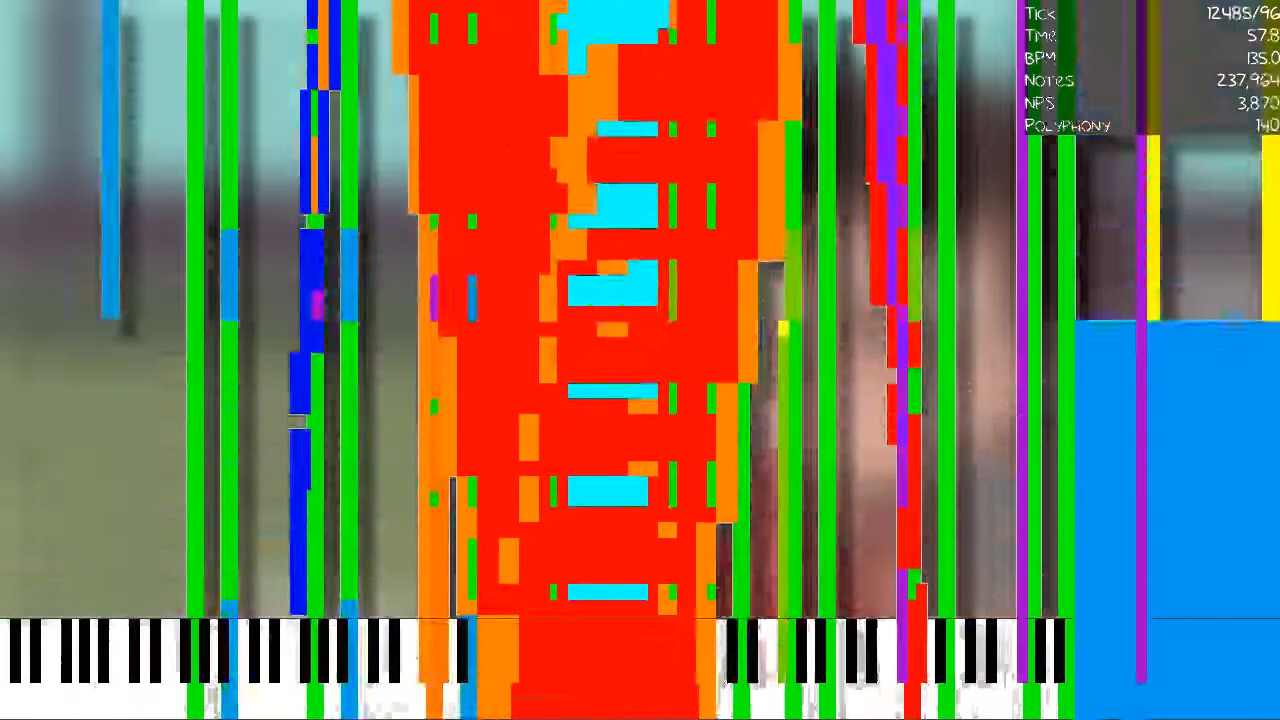 Tick 12485/96
Time 57.8
BPM 135.0
Notes 237,964
NPS 3,870
Polyphony 140